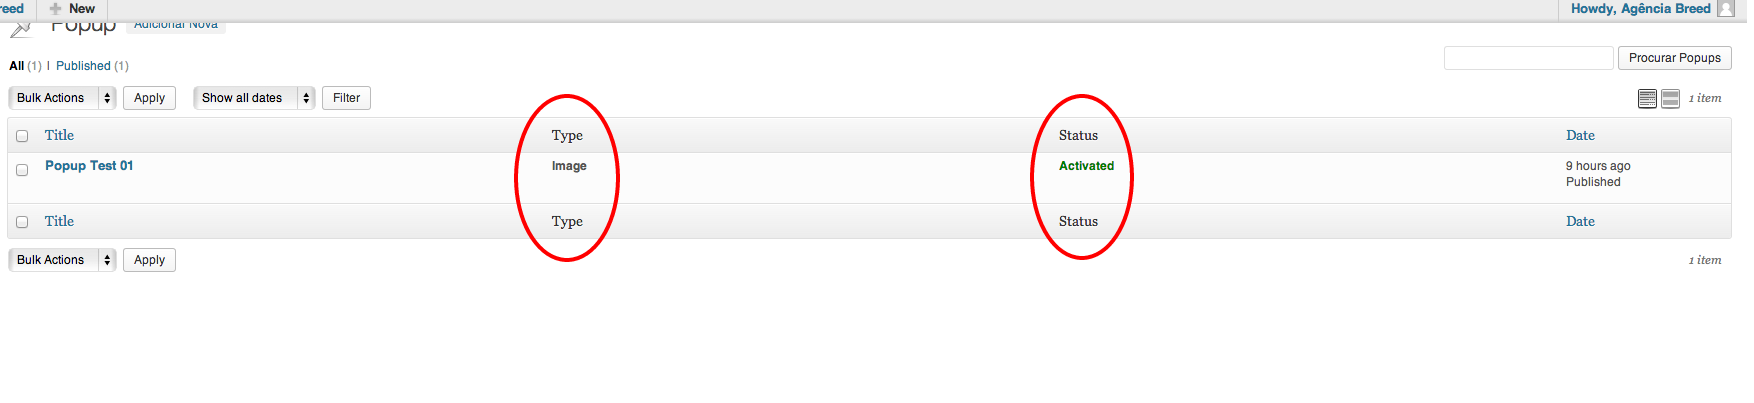 reed New Howdy, Agência Breed
Popup Adicional Nova
All (1) | Published (1)
Procurar Popups
Bulk Actions Apply Show all dates Filter 1 item
Title Type Status Date
Popup Test 01 Image Activated 9 hours ago
Published
Title Type Status Date
Bulk Actions Apply 1 item